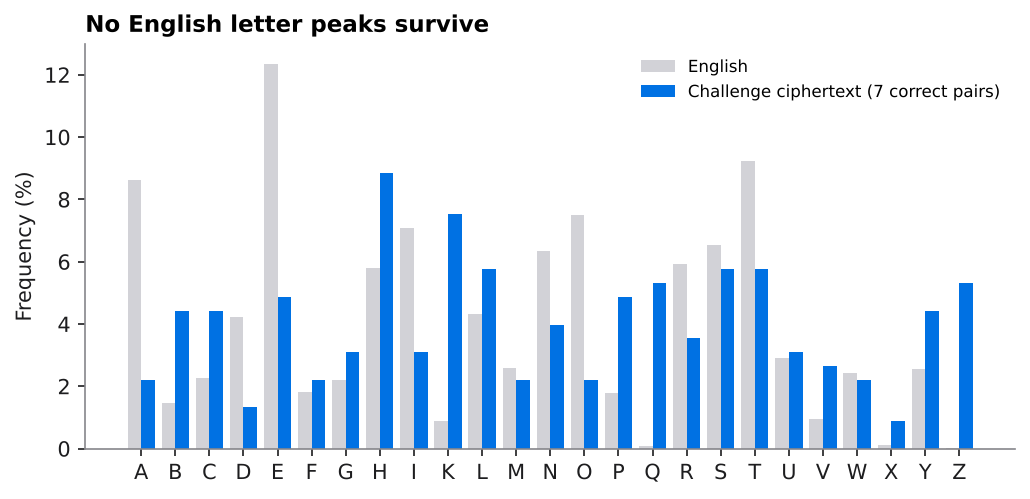 No English letter peaks survive
English
Challenge ciphertext (7 correct pairs)
Frequency (%)
12
10
8
6
4
2
0
A B C D E F G H I K L M N O P Q R S T U V W X Y Z